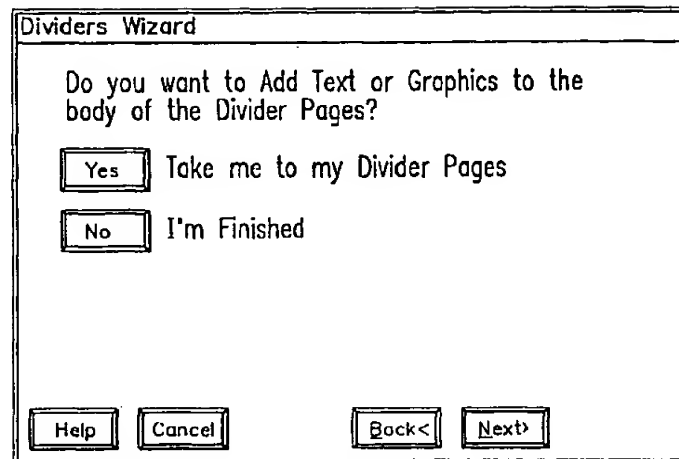 Dividers Wizard
Do you want to Add Text or Graphics to the
body of the Divider Pages?
Yes Take me to my Divider Pages
No I'm Finished
Help Cancel Back< Next>